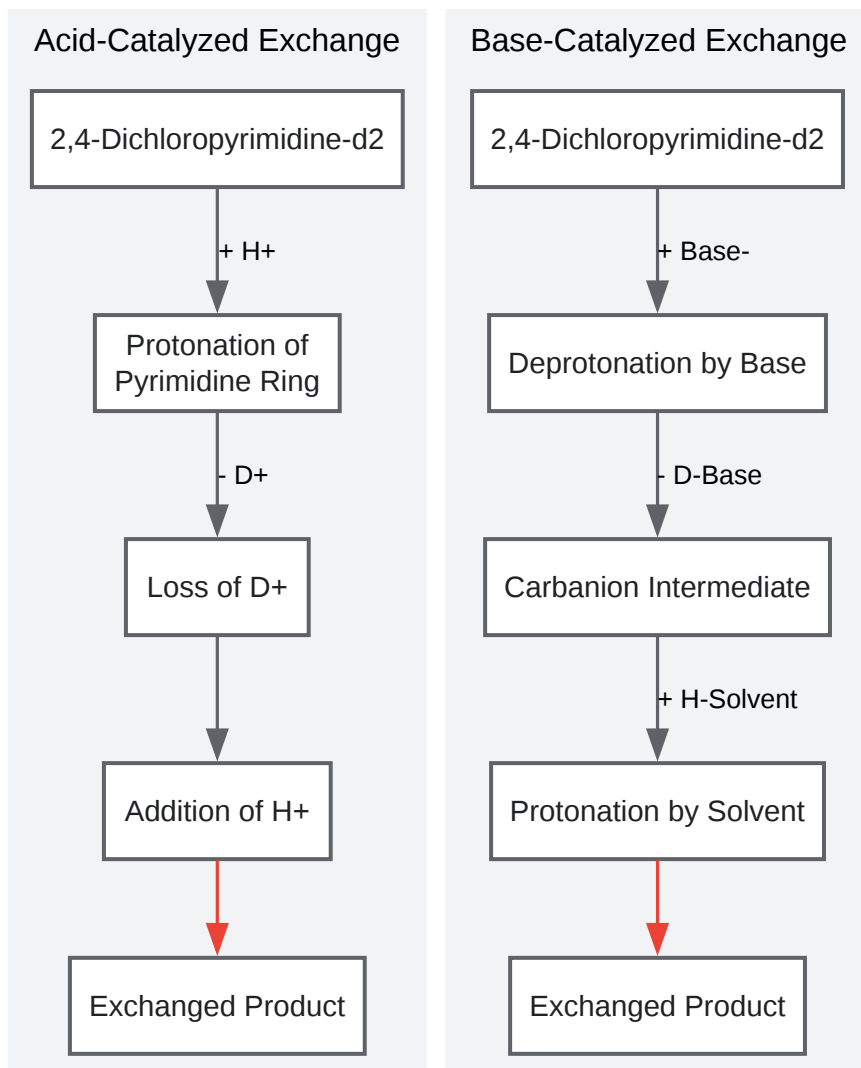 Acid-Catalyzed Exchange
2,4-Dichloropyrimidine-d2
+ H+
Protonation of
Pyrimidine Ring
- D+
Loss of D+
Addition of H+
Exchanged Product
Base-Catalyzed Exchange
2,4-Dichloropyrimidine-d2
+ Base-
Deprotonation by Base
- D-Base
Carbanion Intermediate
+ H-Solvent
Protonation by Solvent
Exchanged Product